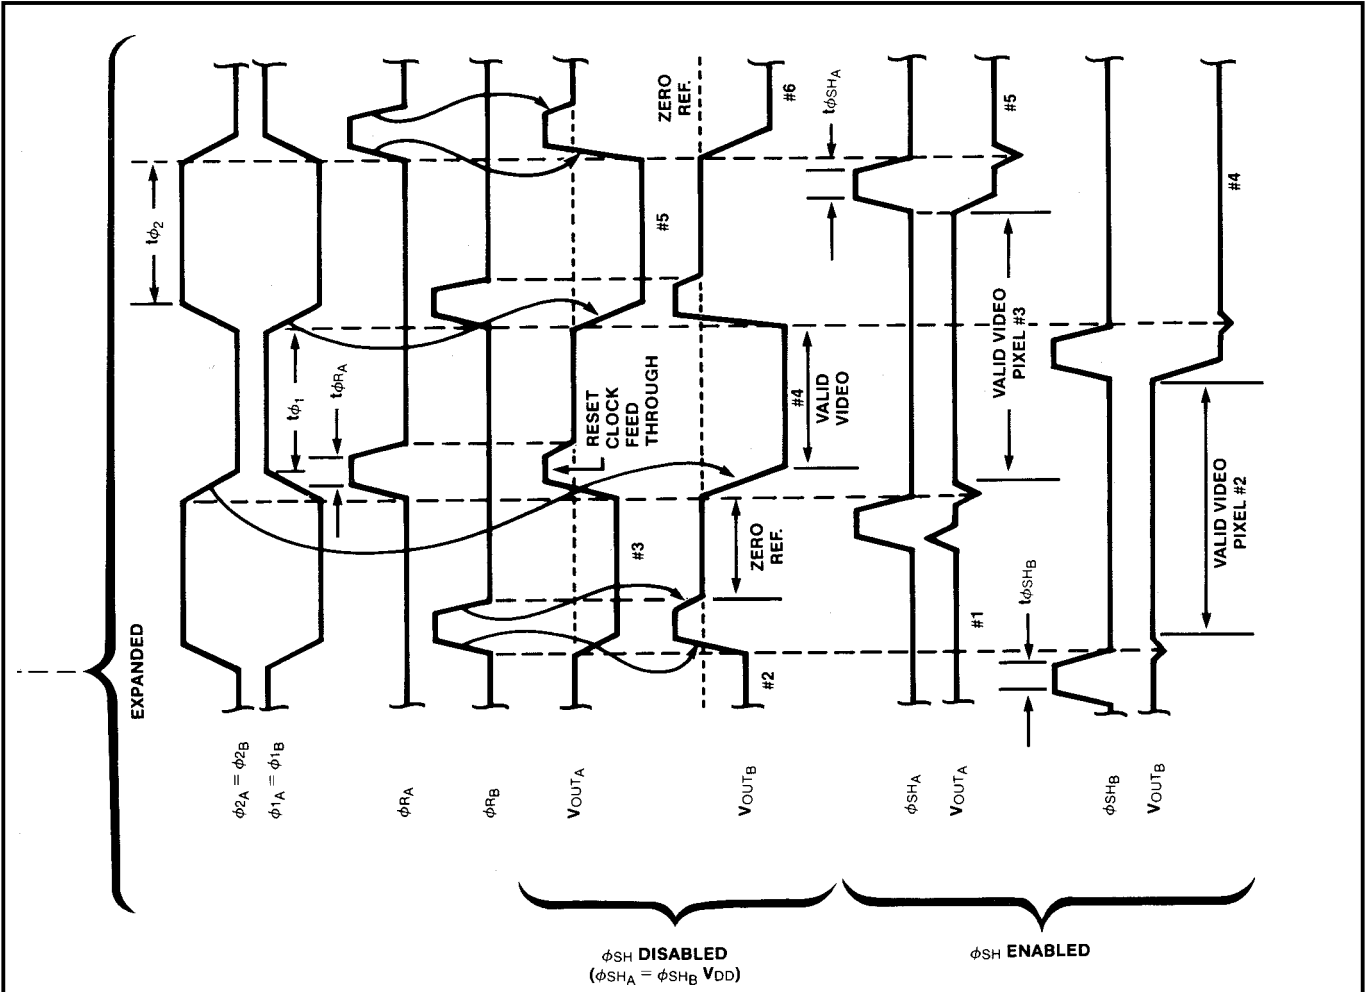 EXPANDED
ϕ2A = ϕ2B
ϕ1A = ϕ1B
ϕRA
ϕRB
VOUTA
VOUTB
ϕSHA
VOUTA
ϕSHB
VOUTB
tϕ2
tϕ1
tϕRA
RESET
CLOCK
FEED
THROUGH
#3
#5
ZERO
REF.
#2
ZERO
REF.
#4
VALID
VIDEO
#6
tϕSHA
#1
VALID VIDEO
PIXEL #3
#5
tϕSHB
VALID VIDEO
PIXEL #2
#4
ϕSH DISABLED
(ϕSHA = ϕSHB VDD)
ϕSH ENABLED